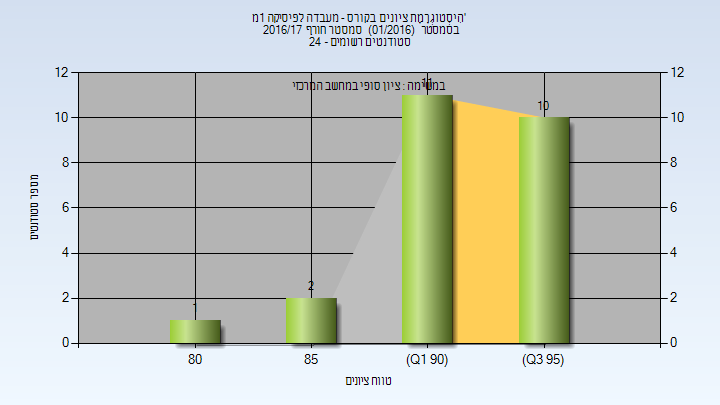 היסטוגרמת ציונים בקורס - מעבדה לפיסיקה 1מ'
בסמסטר (01/2016) סמסטר חורף 2016/17
סטודנטים רשומים - 24
במשימה : ציון סופי במחשב המרכזי
12 12
10 10
8 8
6 6
4 4
2 2
0 0
1
2
11
10
80 85 (Q1 90) (Q3 95)
מספר סטודנטים
טווח ציונים